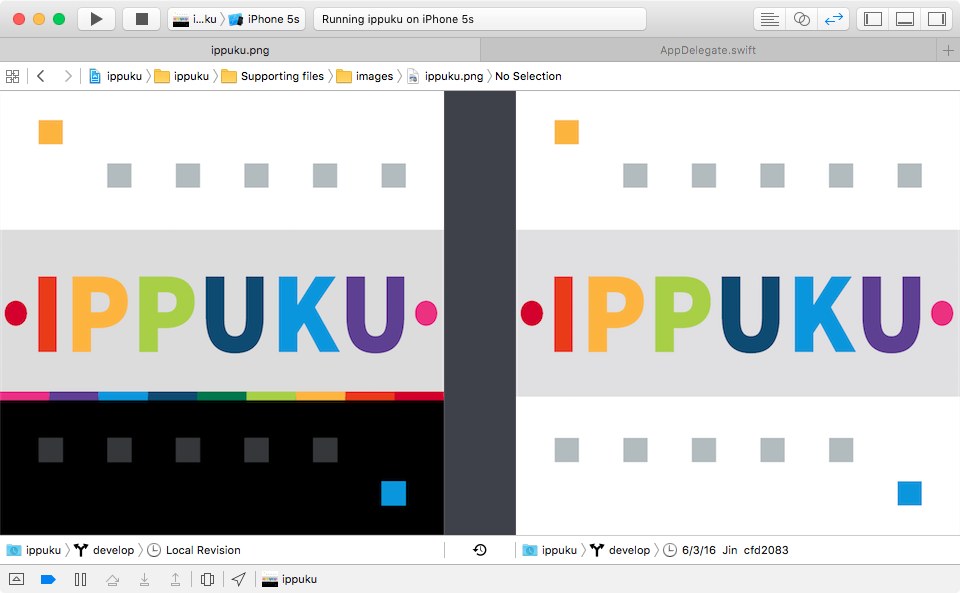 i...ku 〉 iPhone 5s
Running ippuku on iPhone 5s
ippuku.png
AppDelegate.swift
ippuku 〉 ippuku 〉 Supporting files 〉 images 〉 ippuku.png 〉 No Selection
IPPUKU
IPPUKU
ippuku 〉 develop 〉 Local Revision
ippuku 〉 develop 〉 6/3/16 Jin cfd2083
ippuku